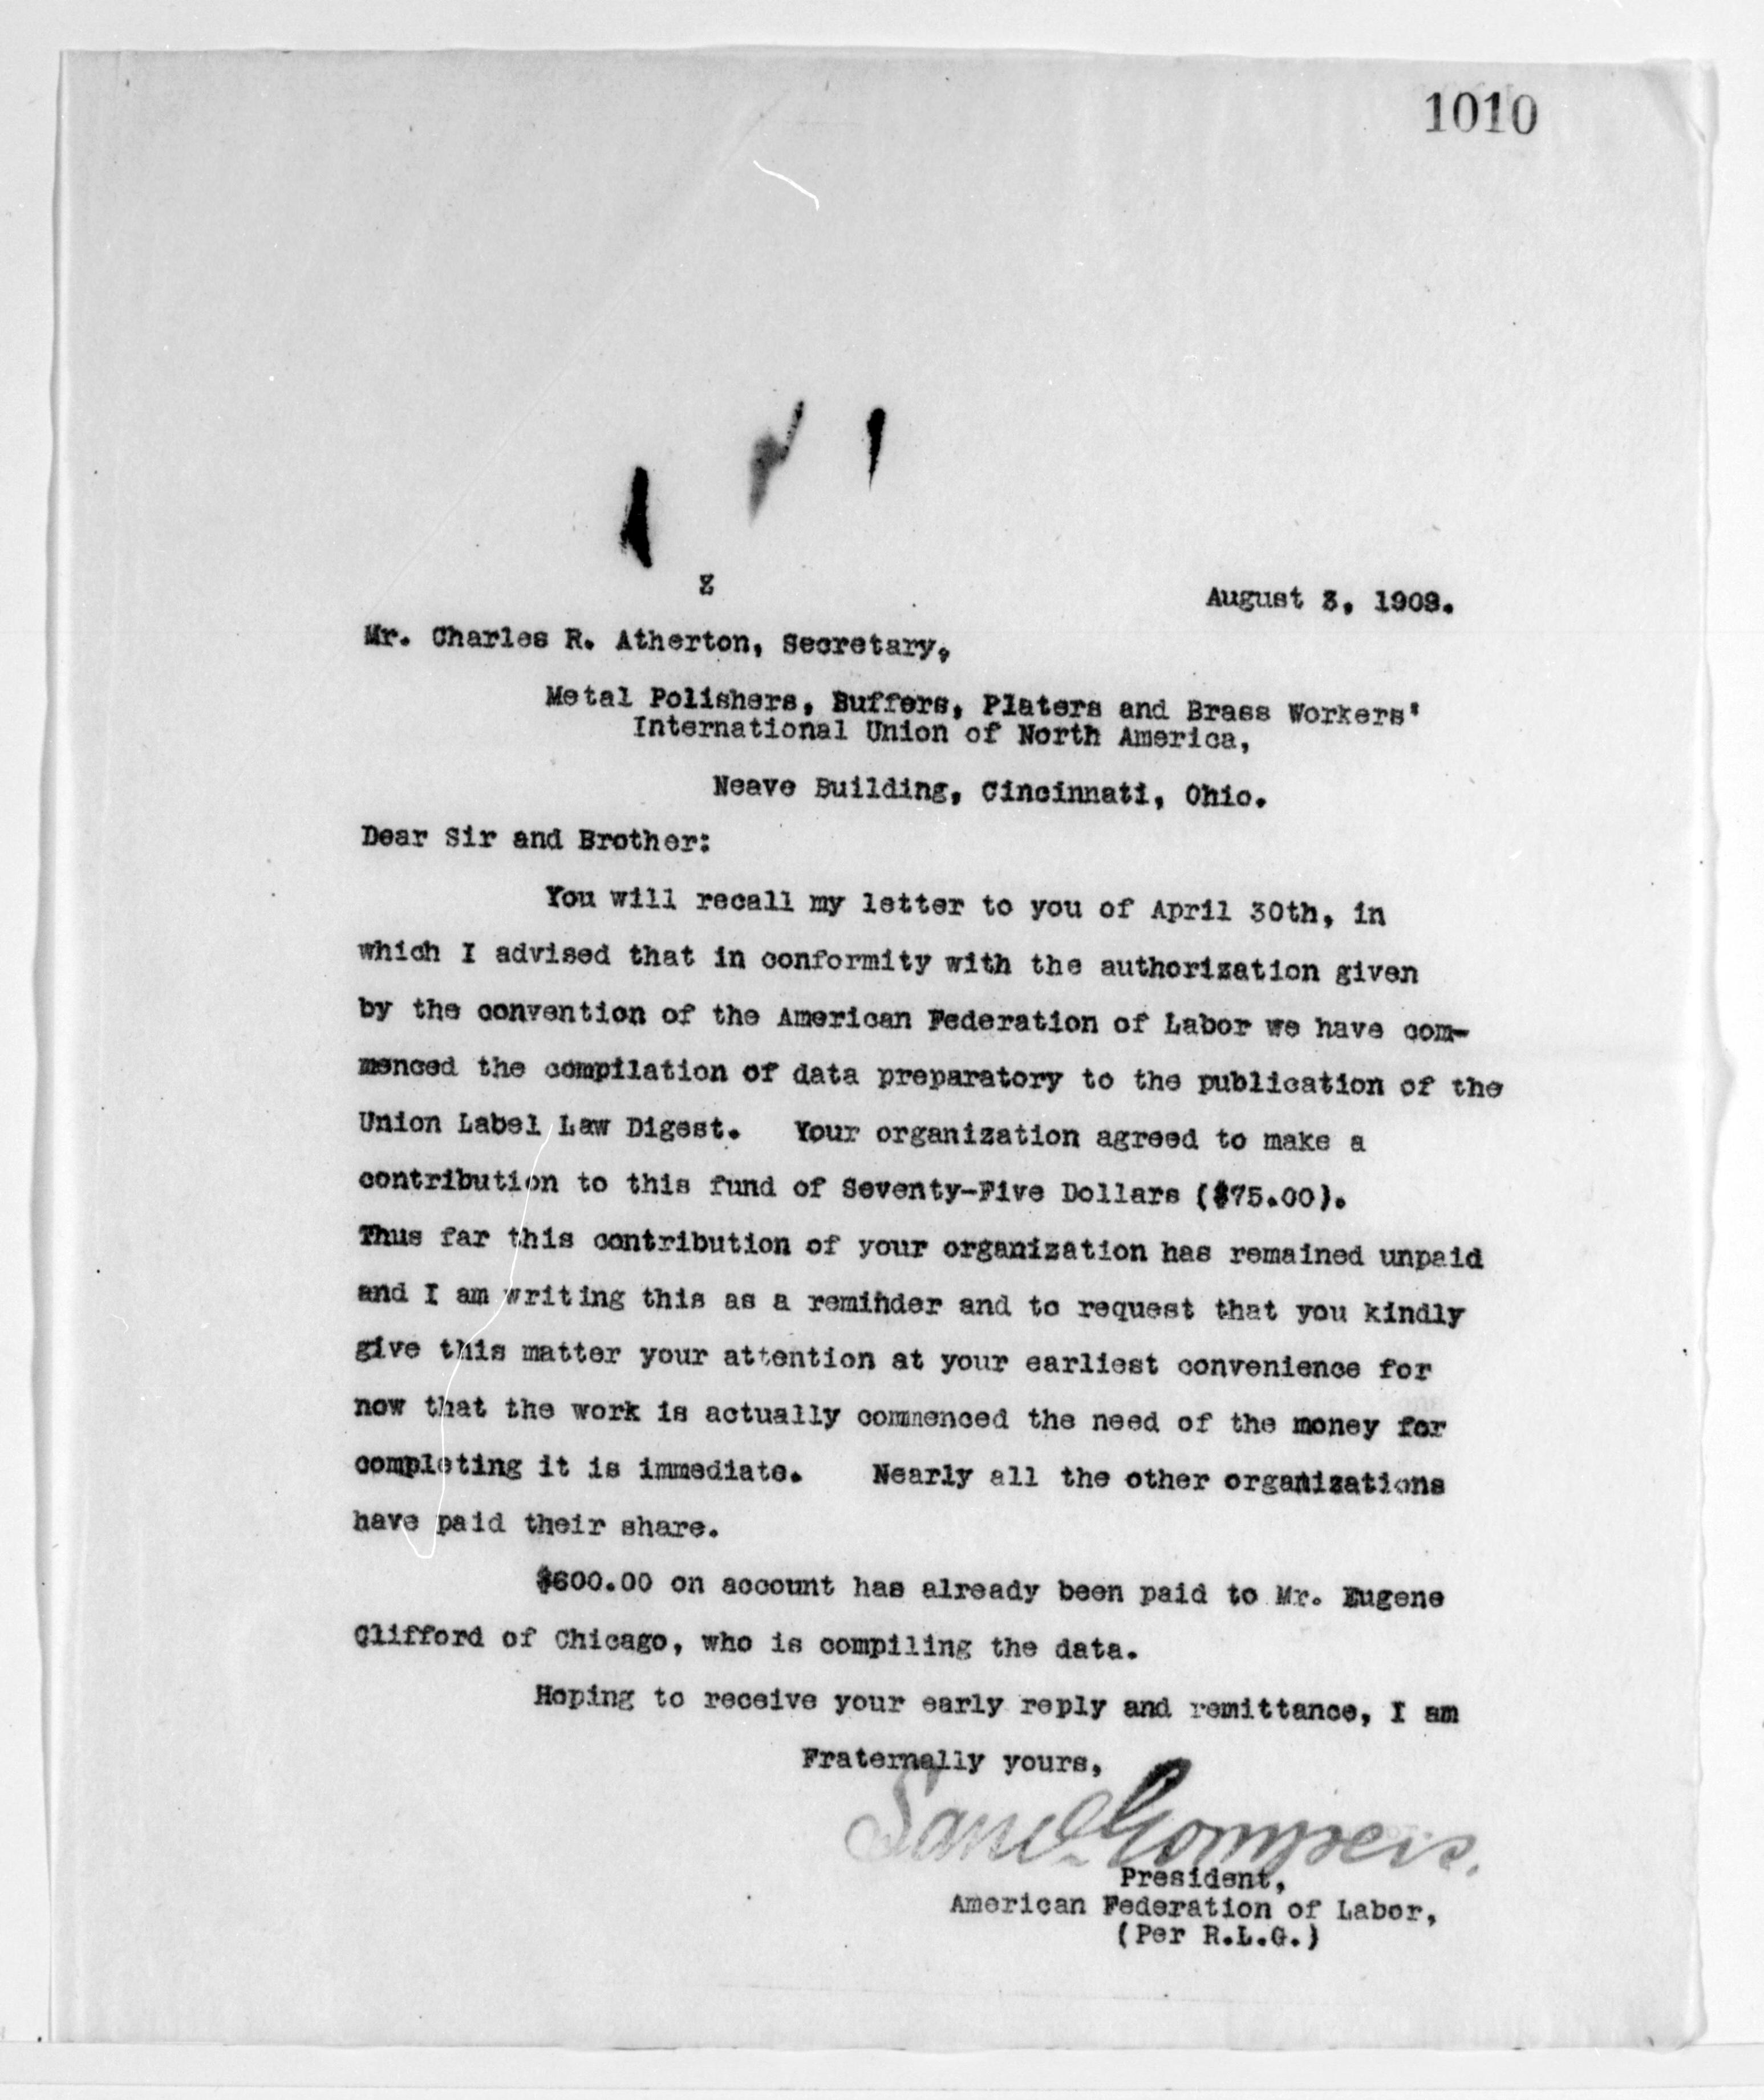 1010
Z
August 3, 1909.
Mr. Charles R. Atherton, Secretary,
Metal Polishers, Buffers, Platers and Brass Workers'
International Union of North America,
Neave Building, Cincinnati, Ohio.
Dear Sir and Brother:
You will recall my letter to you of April 30th, in
which I advised that in conformity with the authorization given
by the convention of the American Federation of Labor we have com-
menced the compilation of data preparatory to the publication of the
Union Label Law Digest. Your organization agreed to make a
contribution to this fund of Seventy-Five Dollars ($75.00).
Thus far this contribution of your organization has remained unpaid
and I am writing this as a reminder and to request that you kindly
give this matter your attention at your earliest convenience for
now that the work is actually commenced the need of the money for
completing it is immediate. Nearly all the other organizations
have paid their share.
$600.00 on account has already been paid to Mr. Eugene
Clifford of Chicago, who is compiling the data.
Hoping to receive your early reply and remittance, I am
Fraternally yours,
Saml Gompers.
President,
American Federation of Labor,
(Per R.L.G.)